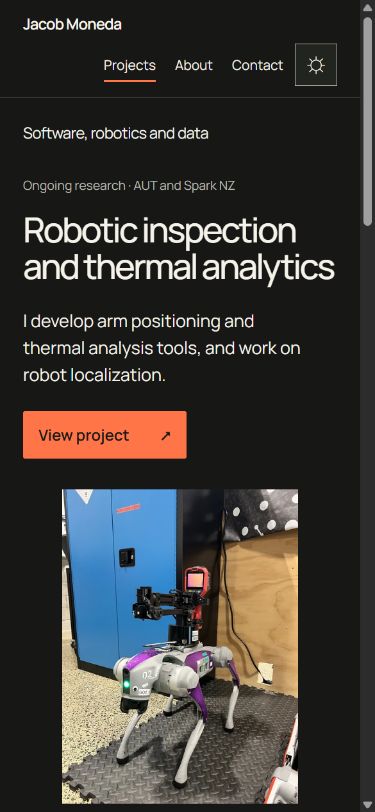 Jacob Moneda
Projects About Contact
Software, robotics and data
Ongoing research · AUT and Spark NZ
Robotic inspection
and thermal analytics
I develop arm positioning and
thermal analysis tools, and work on
robot localization.
View project ↗